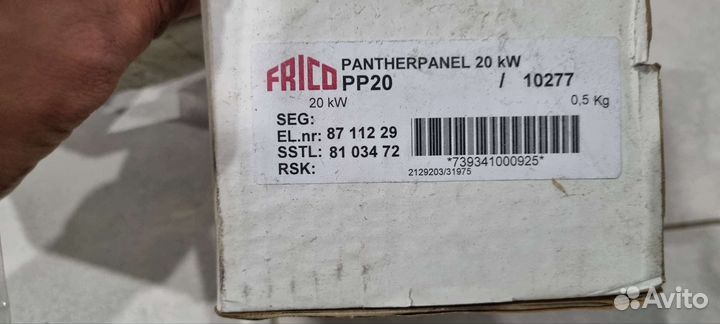 FRICO
PANTHERPANEL 20 kW
PP20 / 10277
20 kW 0,5 Kg
SEG:
EL.nr: 87 112 29
SSTL: 81 034 72
*739341000925*
RSK:
2129203/31975
Avito